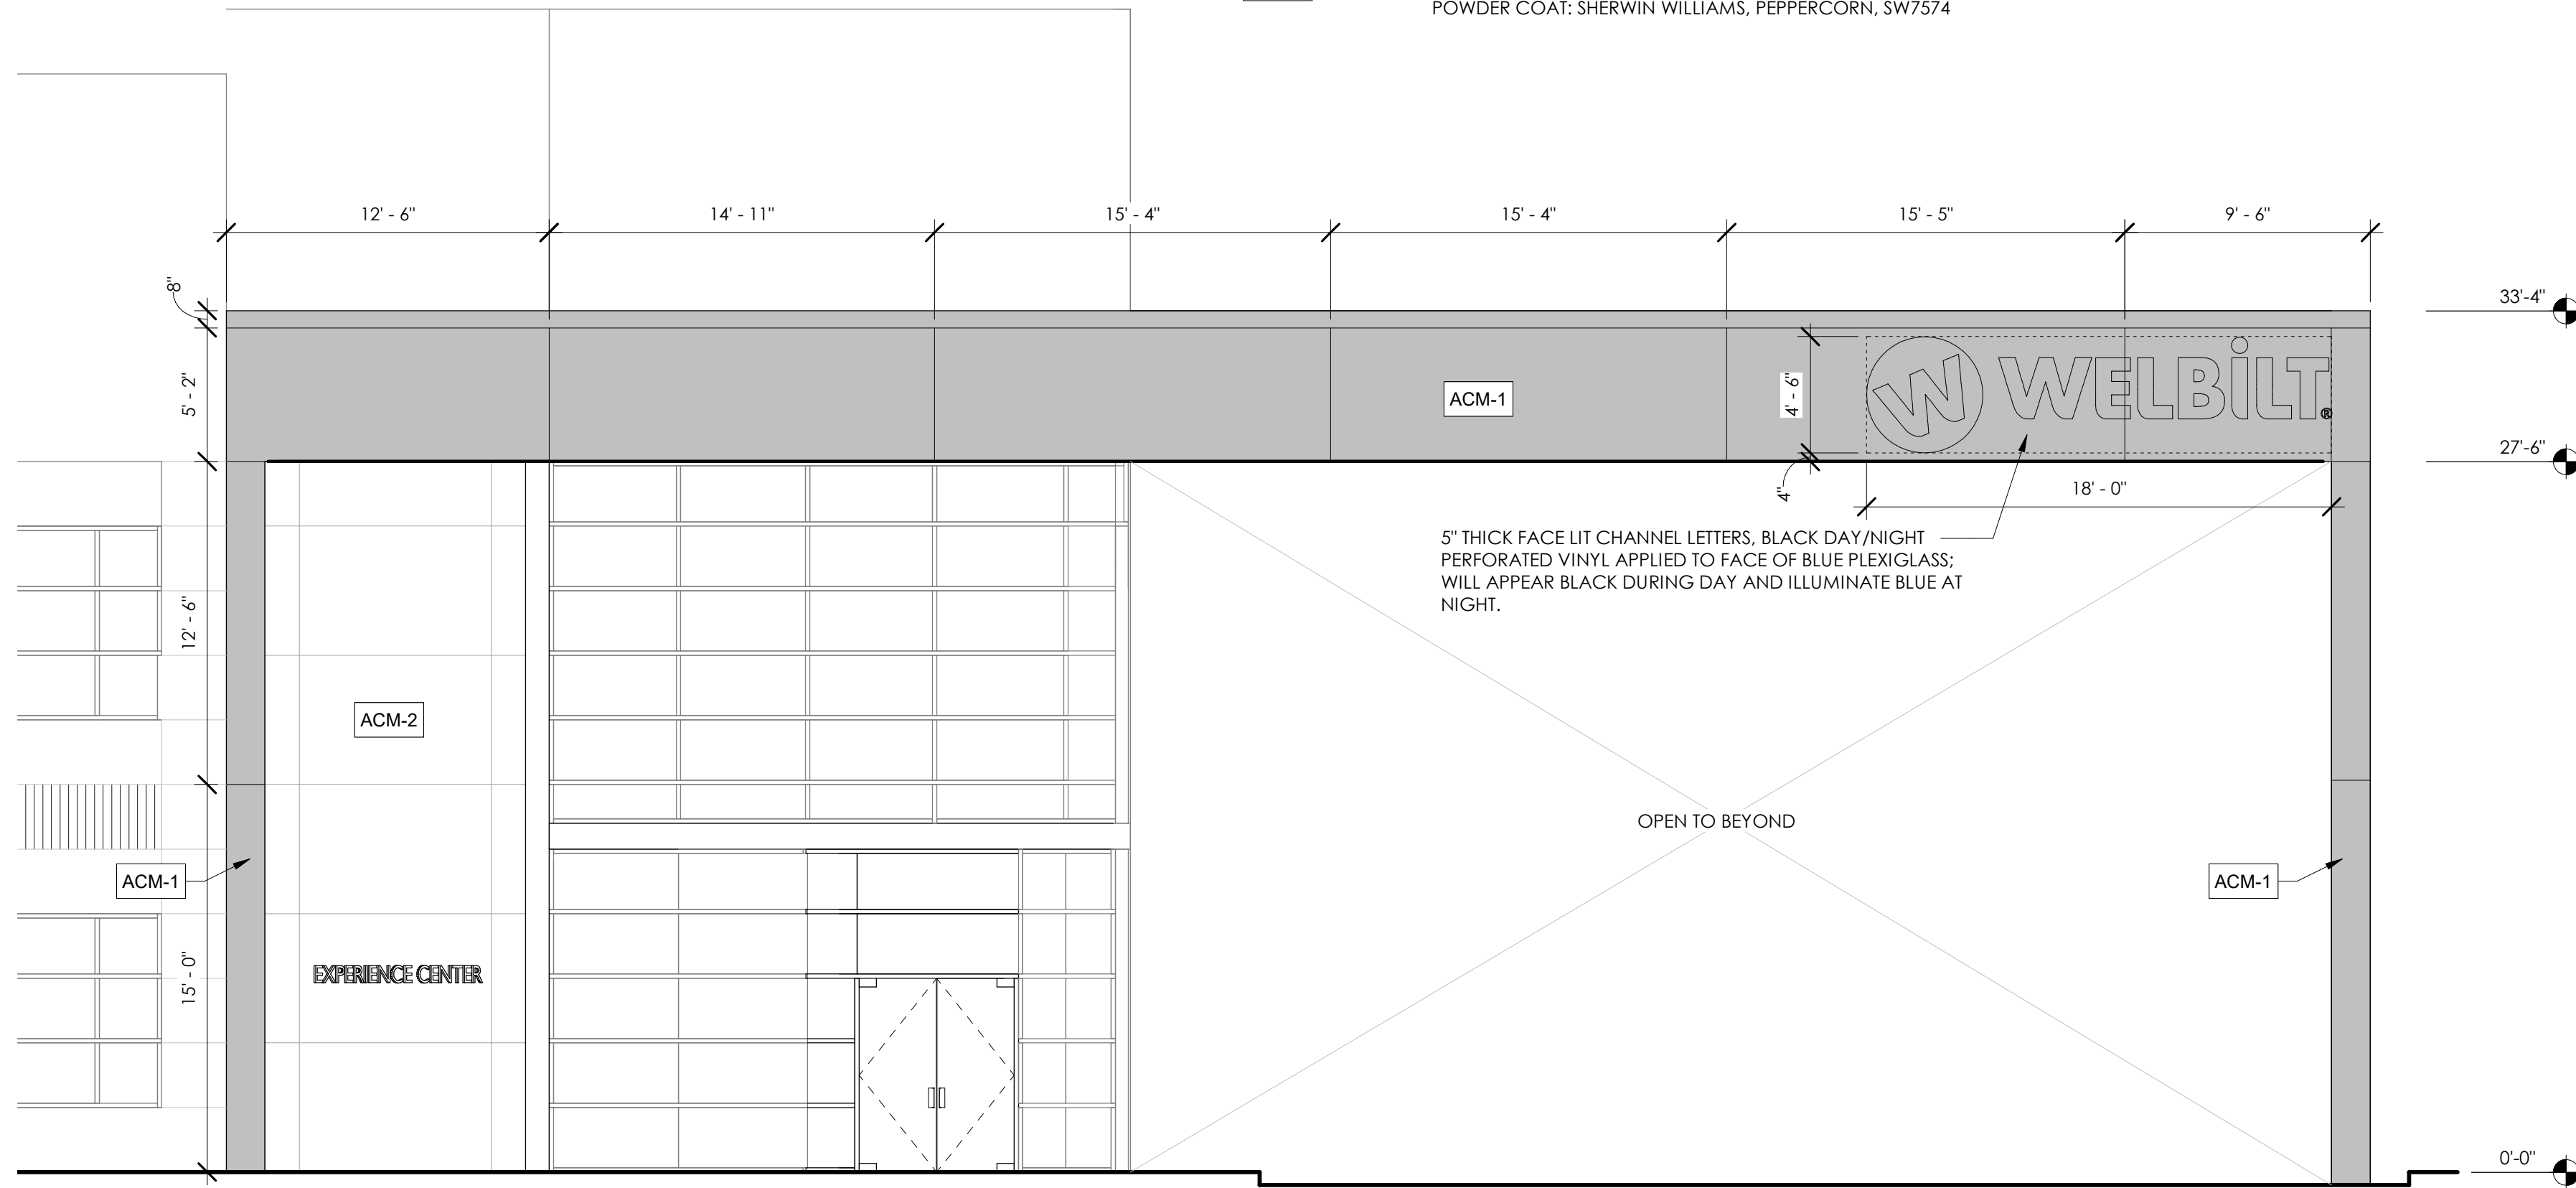 POWDER COAT: SHERWIN WILLIAMS, PEPPERCORN, SW7574
12' - 6"
14' - 11"
15' - 4"
15' - 4"
15' - 5"
9' - 6"
8"
33'-4"
5' - 2"
ACM-1
4' - 6"
W WELBiLT®
27'-6"
4"
18' - 0"
5" THICK FACE LIT CHANNEL LETTERS, BLACK DAY/NIGHT
PERFORATED VINYL APPLIED TO FACE OF BLUE PLEXIGLASS;
WILL APPEAR BLACK DURING DAY AND ILLUMINATE BLUE AT
NIGHT.
12' - 6"
ACM-2
OPEN TO BEYOND
ACM-1
ACM-1
EXPERIENCE CENTER
15' - 0"
0'-0"